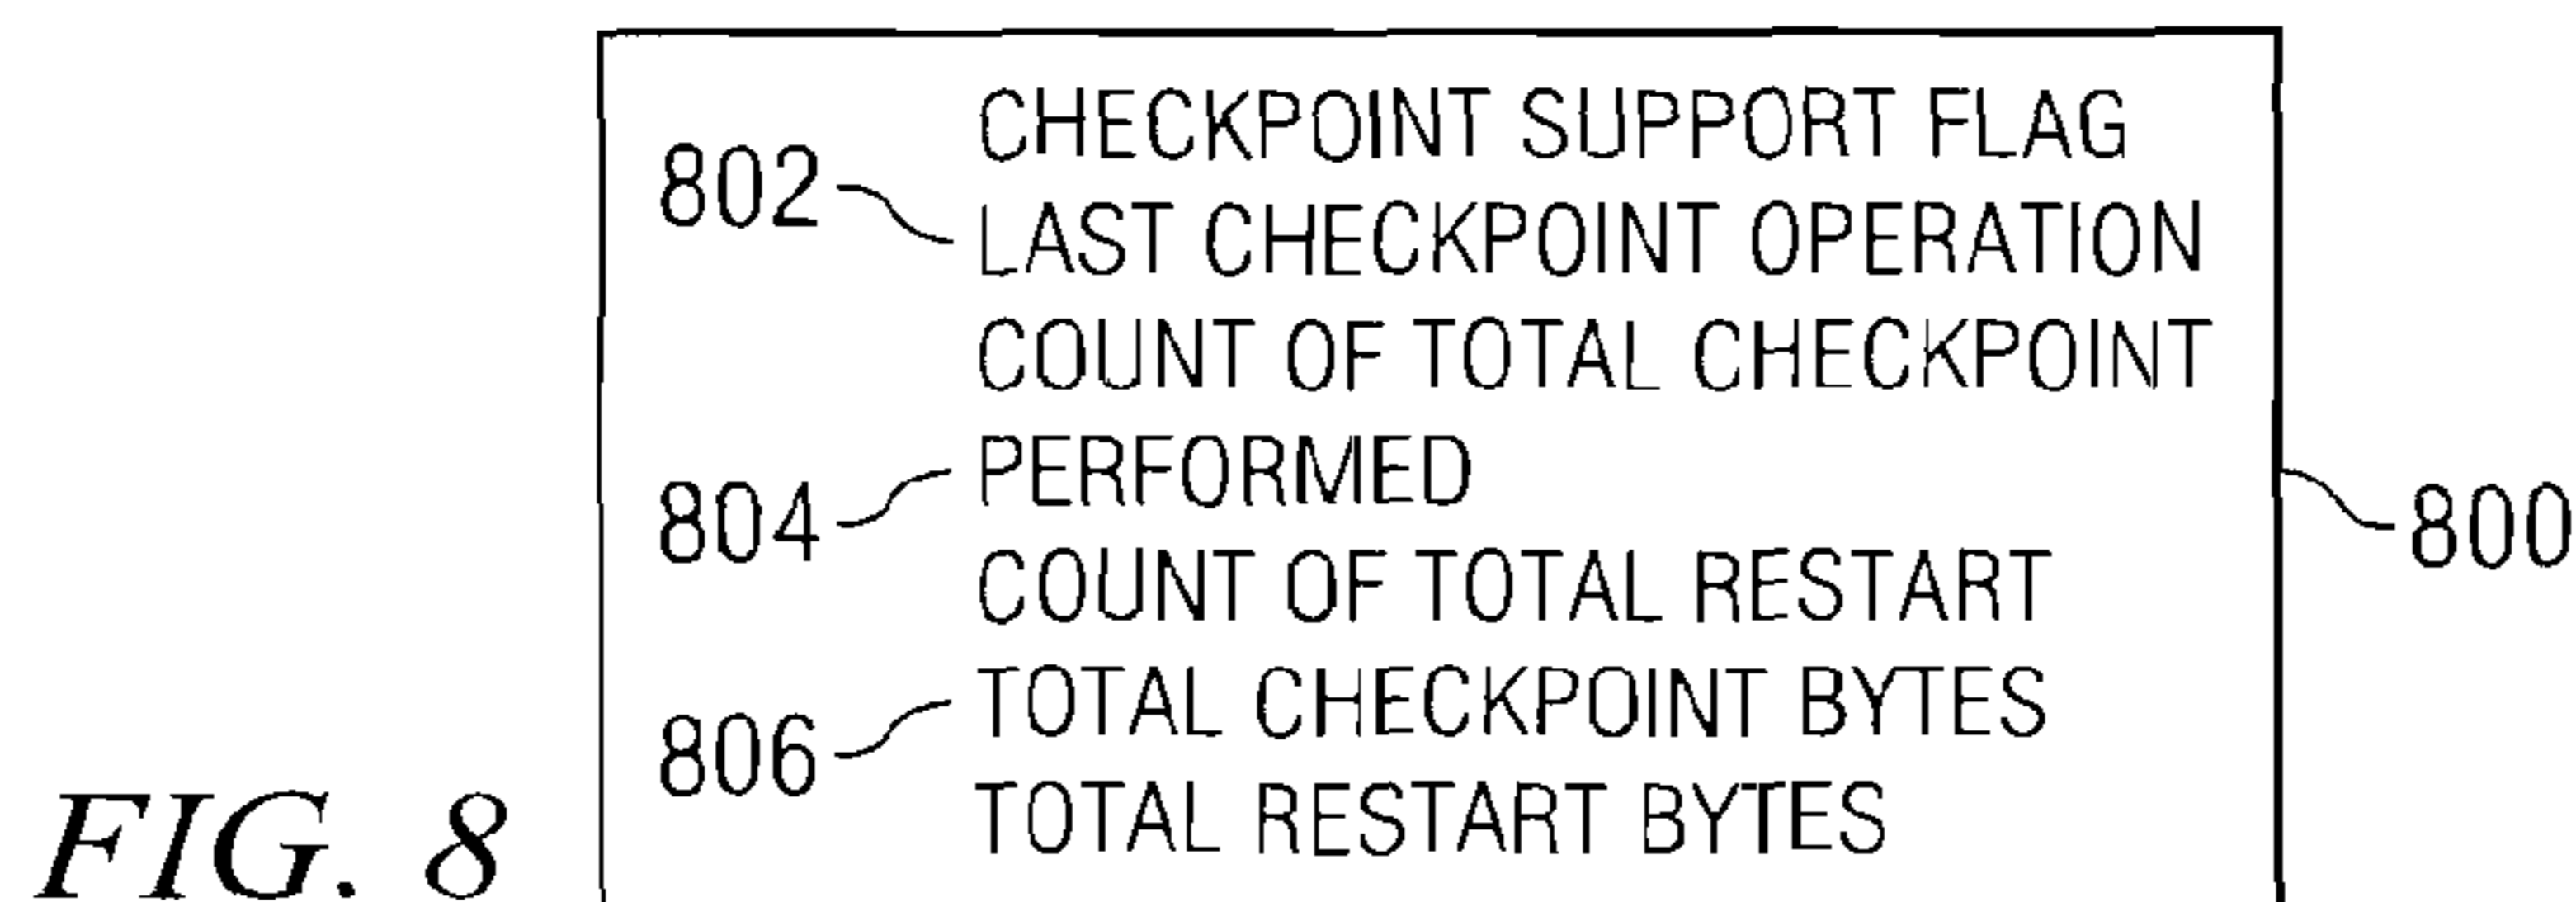 CHECKPOINT SUPPORT FLAG
802
LAST CHECKPOINT OPERATION
COUNT OF TOTAL CHECKPOINT
PERFORMED
804
800
COUNT OF TOTAL RESTART
TOTAL CHECKPOINT BYTES
806
TOTAL RESTART BYTES
FIG. 8